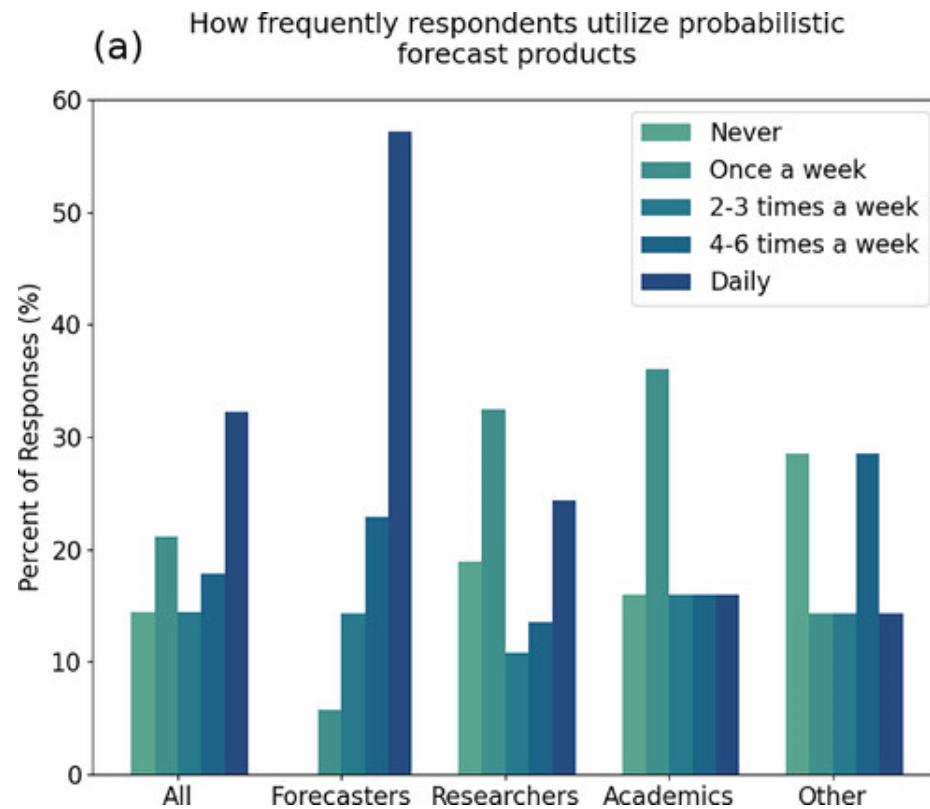 (a)
How frequently respondents utilize probabilistic
forecast products
60
50
40
30
20
10
0
Percent of Responses (%)
Never
Once a week
2-3 times a week
4-6 times a week
Daily
All
Forecasters
Researchers
Academics
Other